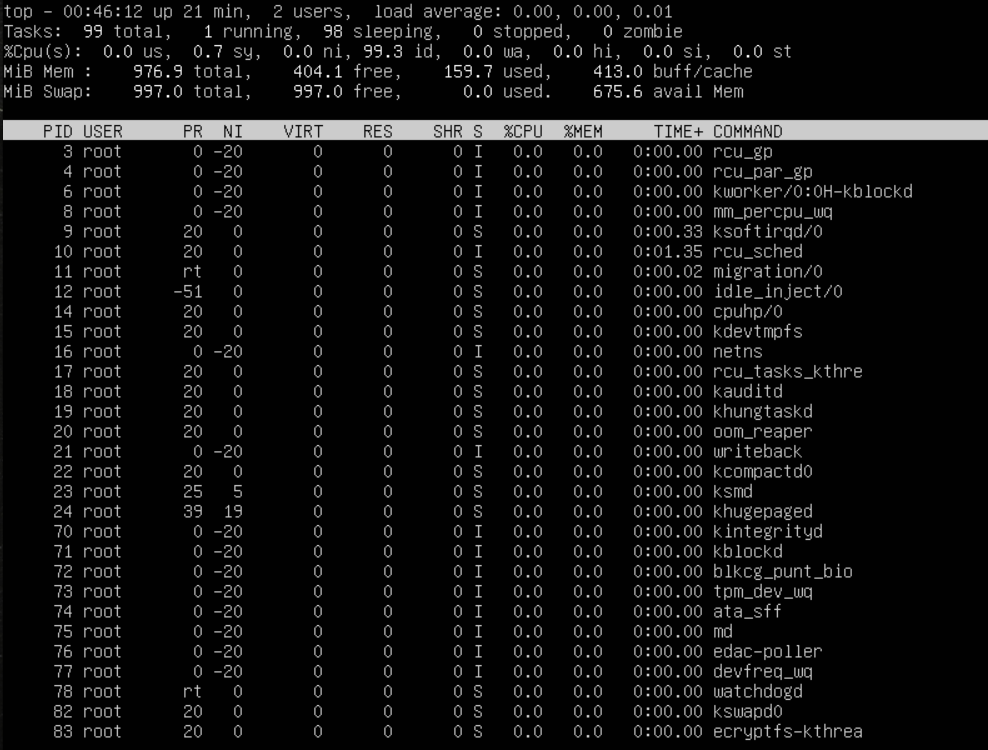 top - 00:46:12 up 21 min,  2 users,  load average: 0.00, 0.00, 0.01
Tasks:  99 total,   1 running,  98 sleeping,   0 stopped,   0 zombie
%Cpu(s):  0.0 us,  0.7 sy,  0.0 ni, 99.3 id,  0.0 wa,  0.0 hi,  0.0 si,  0.0 st
MiB Mem :    976.9 total,    404.1 free,    159.7 used,    413.0 buff/cache
MiB Swap:    997.0 total,    997.0 free,      0.0 used.    675.6 avail Mem
    PID USER      PR  NI    VIRT    RES    SHR S  %CPU  %MEM     TIME+ COMMAND
      3 root       0 -20       0      0      0 I   0.0   0.0   0:00.00 rcu_gp
      4 root       0 -20       0      0      0 I   0.0   0.0   0:00.00 rcu_par_gp
      6 root       0 -20       0      0      0 I   0.0   0.0   0:00.00 kworker/0:0H-kblockd
      8 root       0 -20       0      0      0 I   0.0   0.0   0:00.00 mm_percpu_wq
      9 root      20   0       0      0      0 S   0.0   0.0   0:00.33 ksoftirqd/0
     10 root      20   0       0      0      0 I   0.0   0.0   0:01.35 rcu_sched
     11 root      rt   0       0      0      0 S   0.0   0.0   0:00.02 migration/0
     12 root     -51   0       0      0      0 S   0.0   0.0   0:00.00 idle_inject/0
     14 root      20   0       0      0      0 S   0.0   0.0   0:00.00 cpuhp/0
     15 root      20   0       0      0      0 S   0.0   0.0   0:00.00 kdevtmpfs
     16 root       0 -20       0      0      0 I   0.0   0.0   0:00.00 netns
     17 root      20   0       0      0      0 S   0.0   0.0   0:00.00 rcu_tasks_kthre
     18 root      20   0       0      0      0 S   0.0   0.0   0:00.00 kauditd
     19 root      20   0       0      0      0 S   0.0   0.0   0:00.00 khungtaskd
     20 root      20   0       0      0      0 S   0.0   0.0   0:00.00 oom_reaper
     21 root       0 -20       0      0      0 I   0.0   0.0   0:00.00 writeback
     22 root      20   0       0      0      0 S   0.0   0.0   0:00.00 kcompactd0
     23 root      25   5       0      0      0 S   0.0   0.0   0:00.00 ksmd
     24 root      39  19       0      0      0 S   0.0   0.0   0:00.00 khugepaged
     70 root       0 -20       0      0      0 I   0.0   0.0   0:00.00 kintegrityd
     71 root       0 -20       0      0      0 I   0.0   0.0   0:00.00 kblockd
     72 root       0 -20       0      0      0 I   0.0   0.0   0:00.00 blkcg_punt_bio
     73 root       0 -20       0      0      0 I   0.0   0.0   0:00.00 tpm_dev_wq
     74 root       0 -20       0      0      0 I   0.0   0.0   0:00.00 ata_sff
     75 root       0 -20       0      0      0 I   0.0   0.0   0:00.00 md
     76 root       0 -20       0      0      0 I   0.0   0.0   0:00.00 edac-poller
     77 root       0 -20       0      0      0 I   0.0   0.0   0:00.00 devfreq_wq
     78 root      rt   0       0      0      0 S   0.0   0.0   0:00.00 watchdogd
     82 root      20   0       0      0      0 S   0.0   0.0   0:00.00 kswapd0
     83 root      20   0       0      0      0 S   0.0   0.0   0:00.00 ecryptfs-kthrea